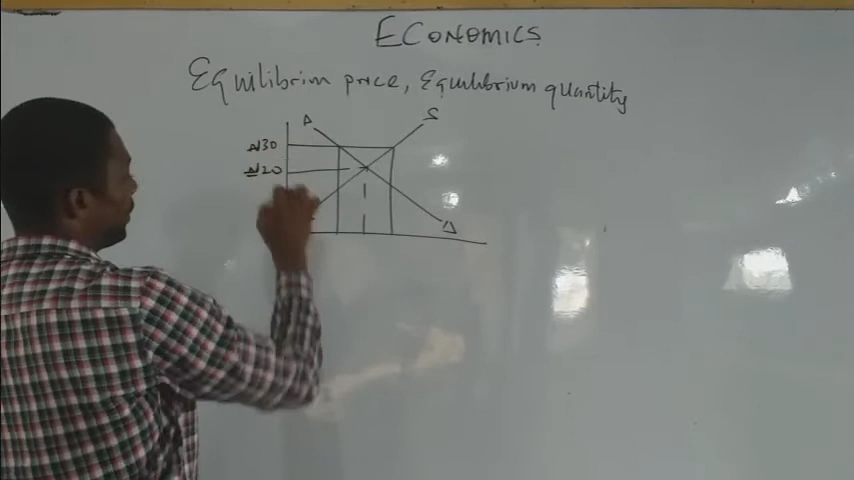 ECONOMICS
Equilibrim price, Equilibrium quantity
D S
₦30
₦20
D